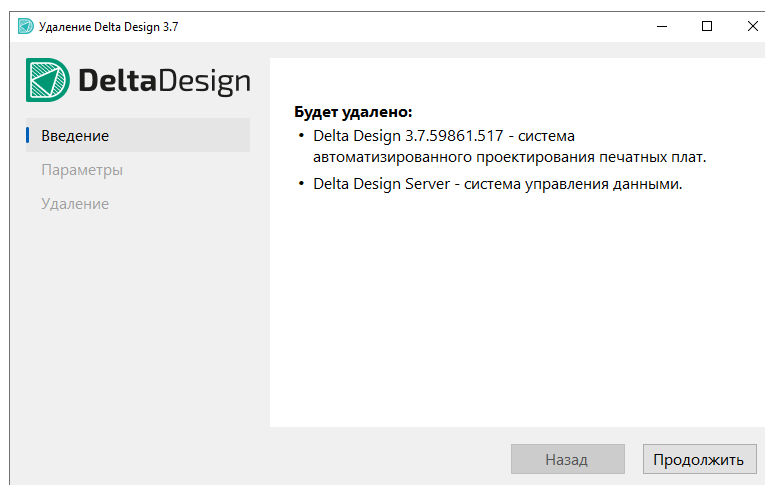 Удаление Delta Design 3.7
DeltaDesign
Введение
Параметры
Удаление
Будет удалено:
• Delta Design 3.7.59861.517 - система
автоматизированного проектирования печатных плат.
• Delta Design Server - система управления данными.
Назад
Продолжить